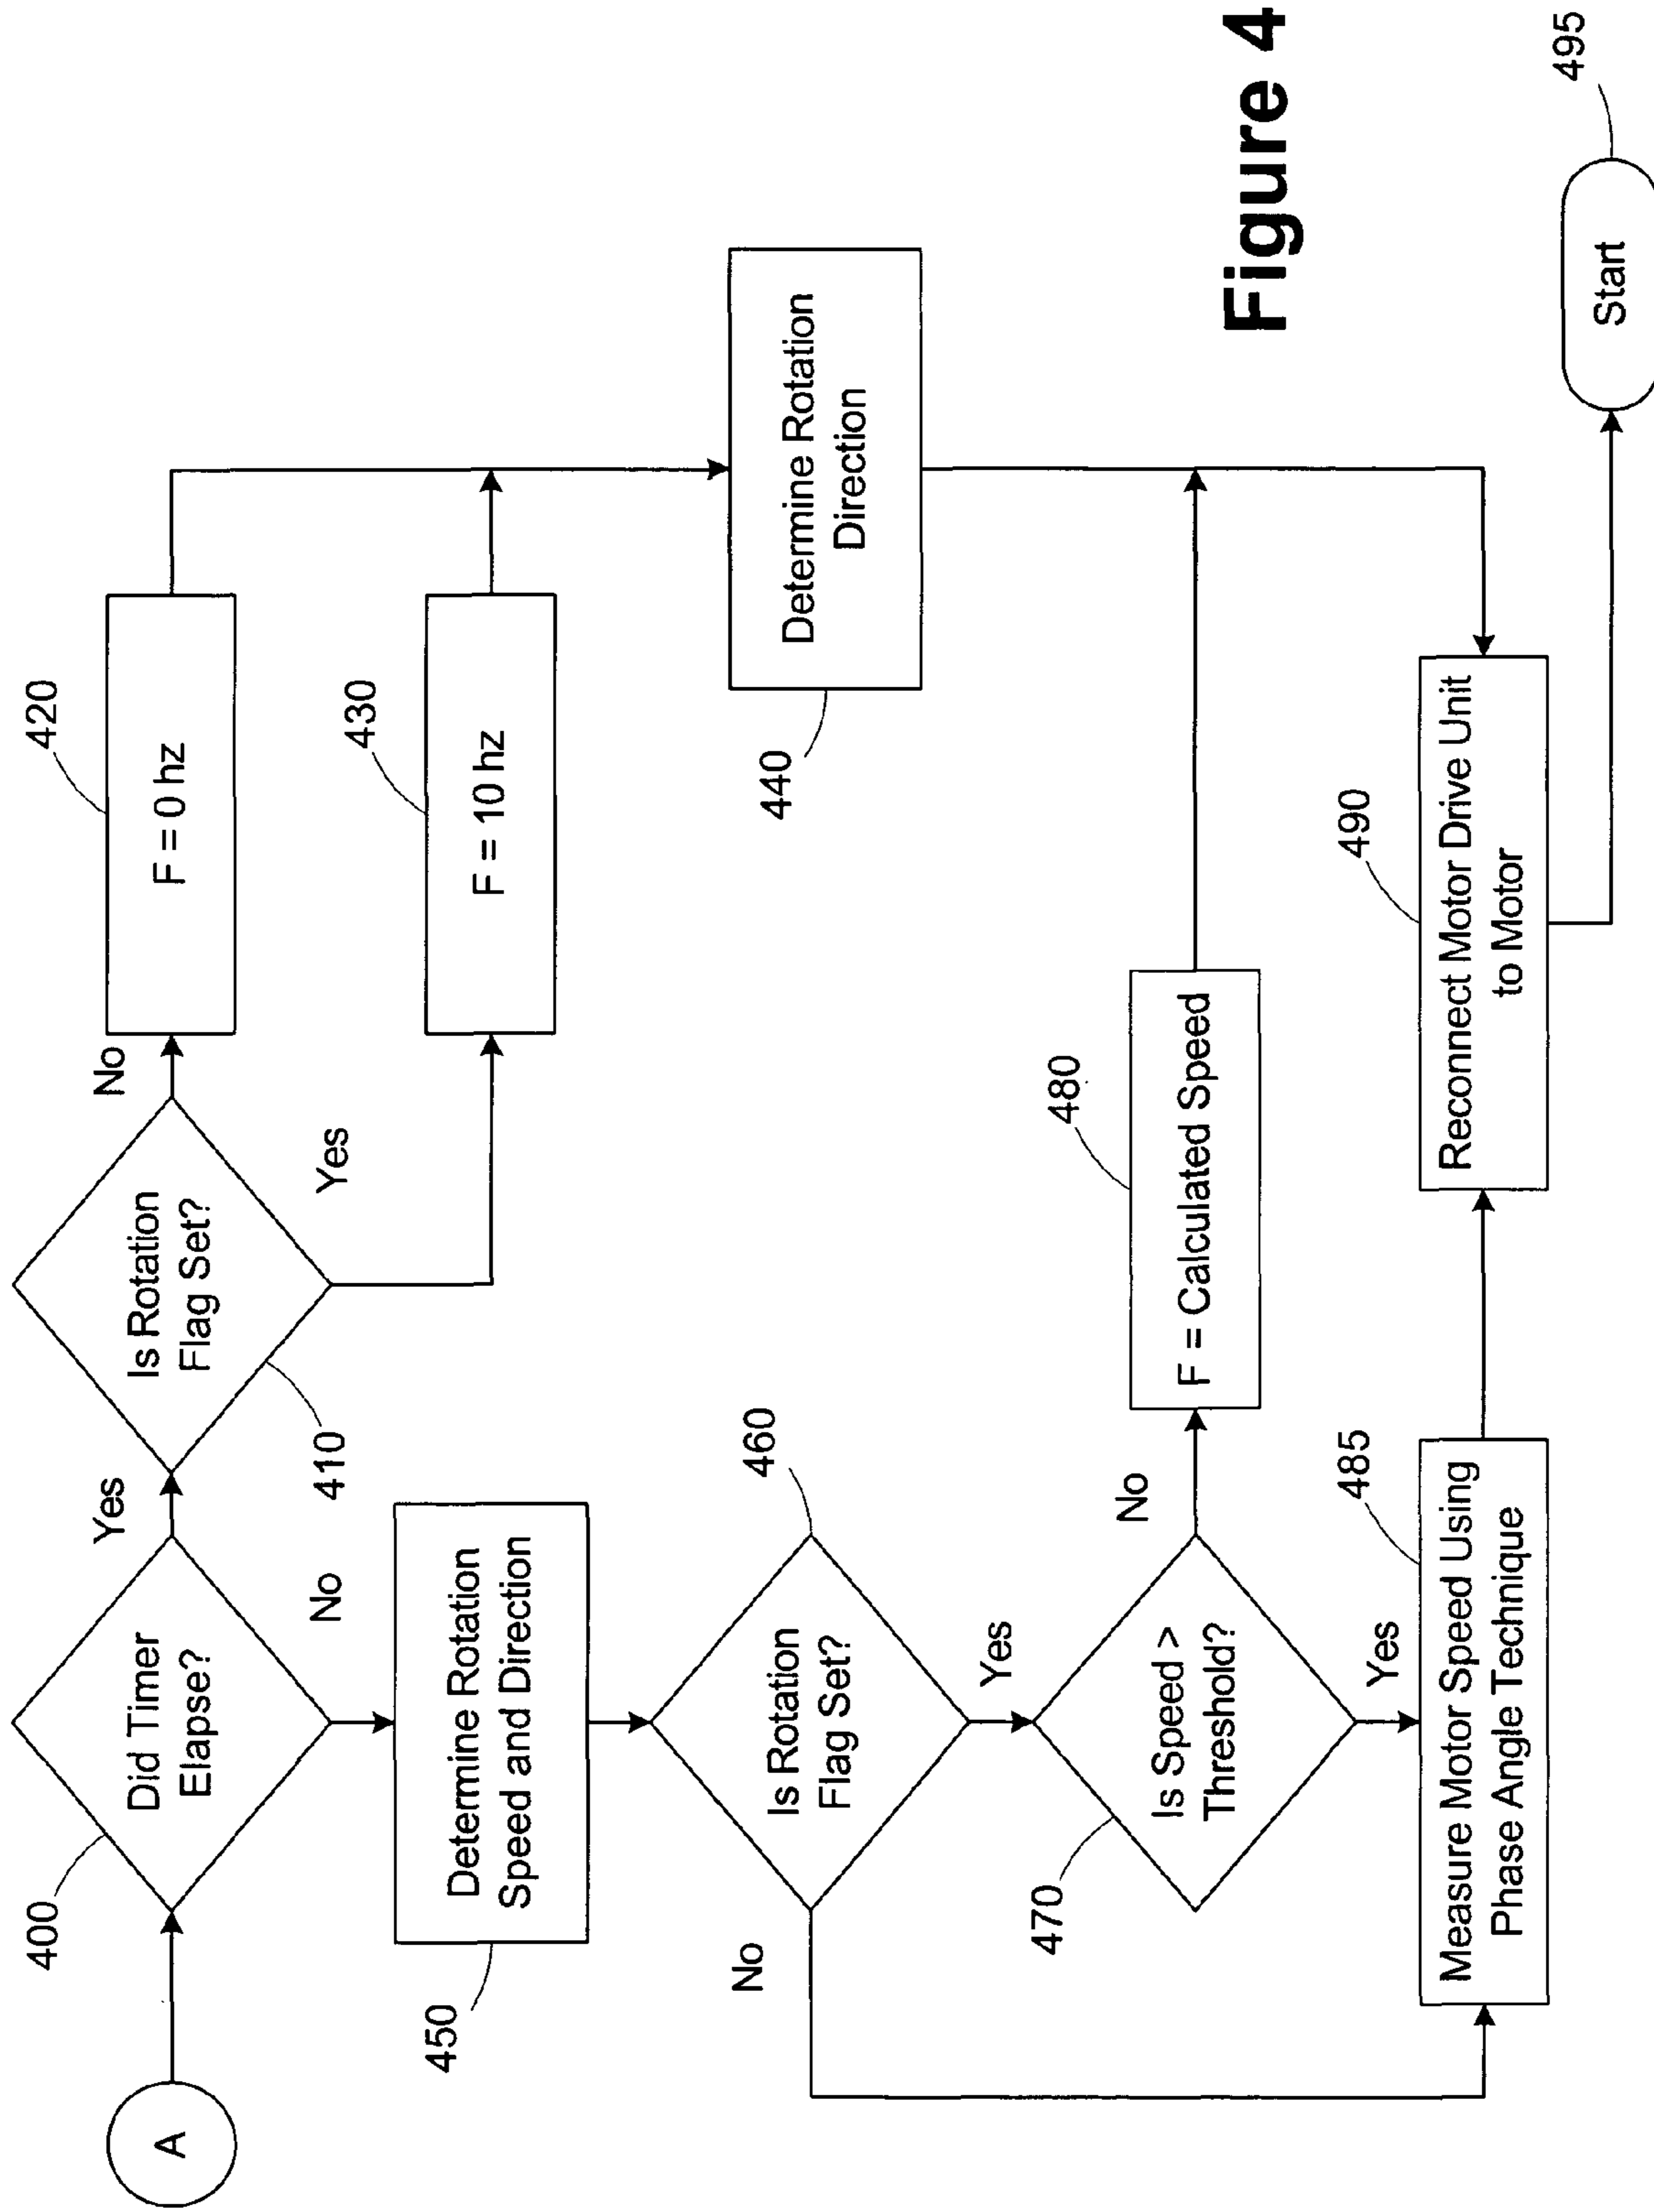 A
400
Did Timer
Elapse?
Yes
No
410
Is Rotation
Flag Set?
No
Yes
420
F = 0 hz
430
F = 10 hz
440
Determine Rotation
Direction
450
Determine Rotation
Speed and Direction
460
Is Rotation
Flag Set?
No
Yes
470
Is Speed >
Threshold?
No
Yes
480
F = Calculated Speed
485
Measure Motor Speed Using
Phase Angle Technique
490
Reconnect Motor Drive Unit
to Motor
495
Start
Figure 4